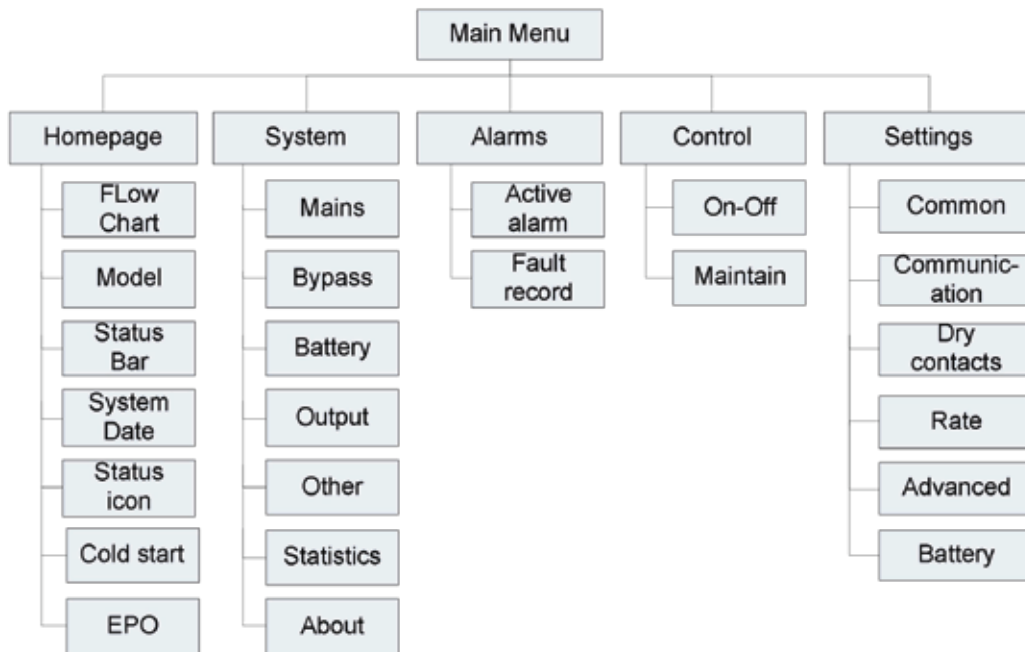 Main Menu
Homepage
System
Alarms
Control
Settings
FLow
Chart
Model
Status
Bar
System
Date
Status
icon
Cold start
EPO
Mains
Bypass
Battery
Output
Other
Statistics
About
Active
alarm
Fault
record
On-Off
Maintain
Common
Communic-
ation
Dry
contacts
Rate
Advanced
Battery